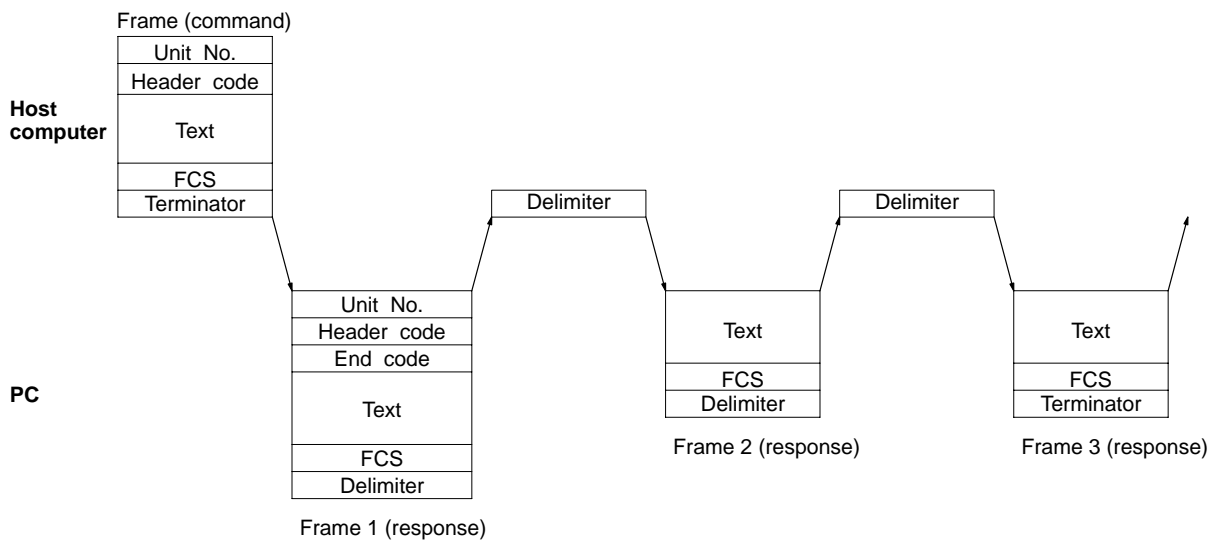 Frame (command)
Unit No.
Header code
Text
FCS
Terminator
Host
computer
Delimiter
Delimiter
PC
Unit No.
Header code
End code
Text
FCS
Delimiter
Frame 1 (response)
Text
FCS
Delimiter
Frame 2 (response)
Text
FCS
Terminator
Frame 3 (response)